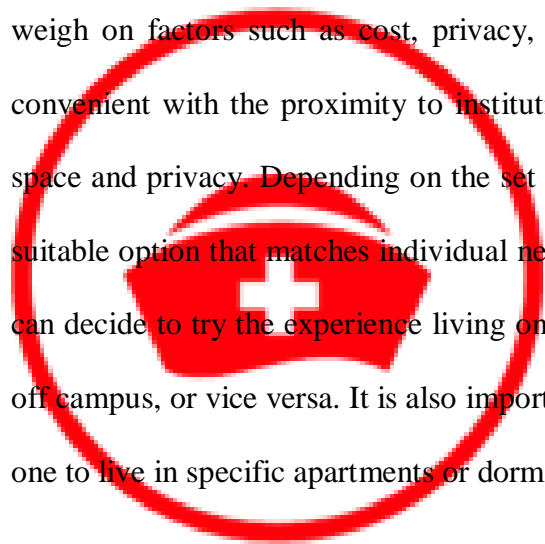 weigh on factors such as cost, privacy,
convenient with the proximity to institut
space and privacy. Depending on the set
suitable option that matches individual ne
can decide to try the experience living on
off campus, or vice versa. It is also import
one to live in specific apartments or dorm